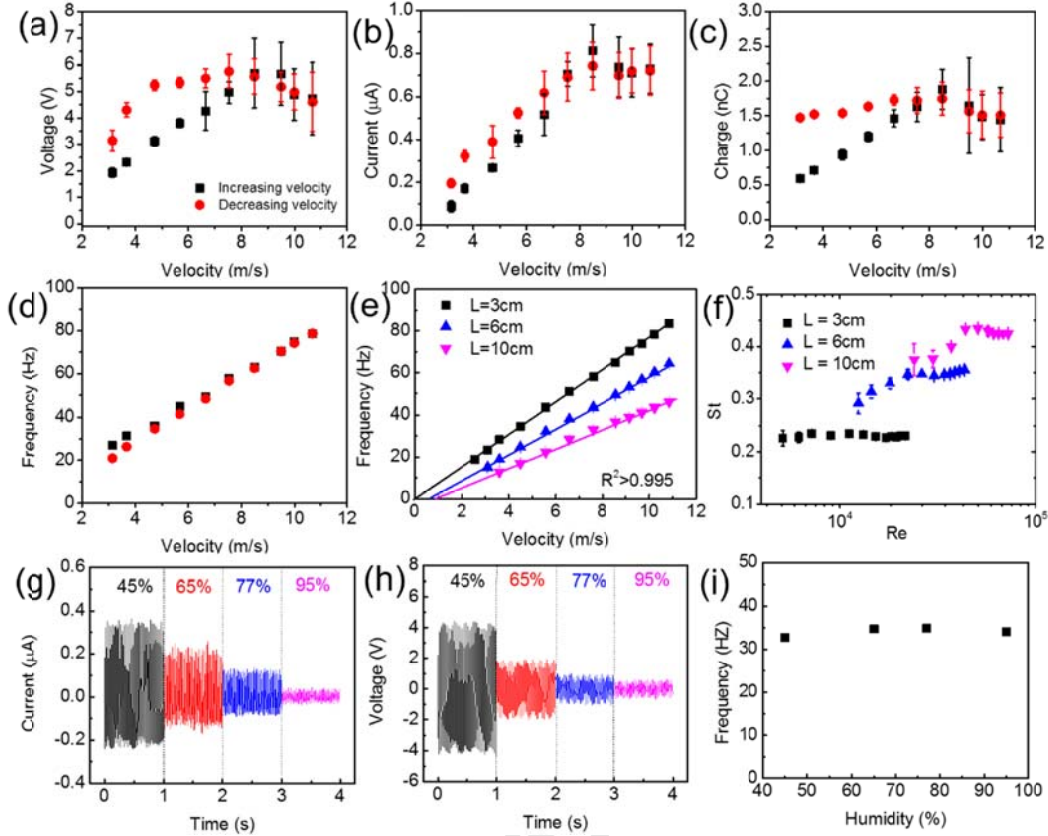 (a)
Voltage (V)
8
7
6
5
4
3
2
1
0
Increasing velocity
Decreasing velocity
2 4 6 8 10 12
Velocity (m/s)
(b)
Current (μA)
1.0
0.8
0.6
0.4
0.2
0.0
2 4 6 8 10 12
Velocity (m/s)
(c)
Charge (nC)
3.0
2.5
2.0
1.5
1.0
0.5
0.0
2 4 6 8 10 12
Velocity (m/s)
(d)
Frequency (Hz)
100
80
60
40
20
0
2 4 6 8 10 12
Velocity (m/s)
(e)
Frequency (Hz)
100
80
60
40
20
0
L=3cm
L=6cm
L=10cm
R²>0.995
0 2 4 6 8 10 12
Velocity (m/s)
(f)
St
0.5
0.4
0.3
0.2
0.1
L = 3cm
L = 6cm
L = 10cm
10⁴ 10⁵
Re
(g)
Current (μA)
0.6
0.4
0.2
0.0
-0.2
-0.4
45% 65% 77% 95%
0 1 2 3 4
Time (s)
(h)
Voltage (V)
8
6
4
2
0
-2
-4
-6
45% 65% 77% 95%
0 1 2 3 4
Time (s)
(i)
Frequency (HZ)
50
40
30
20
10
0
40 50 60 70 80 90 100
Humidity (%)